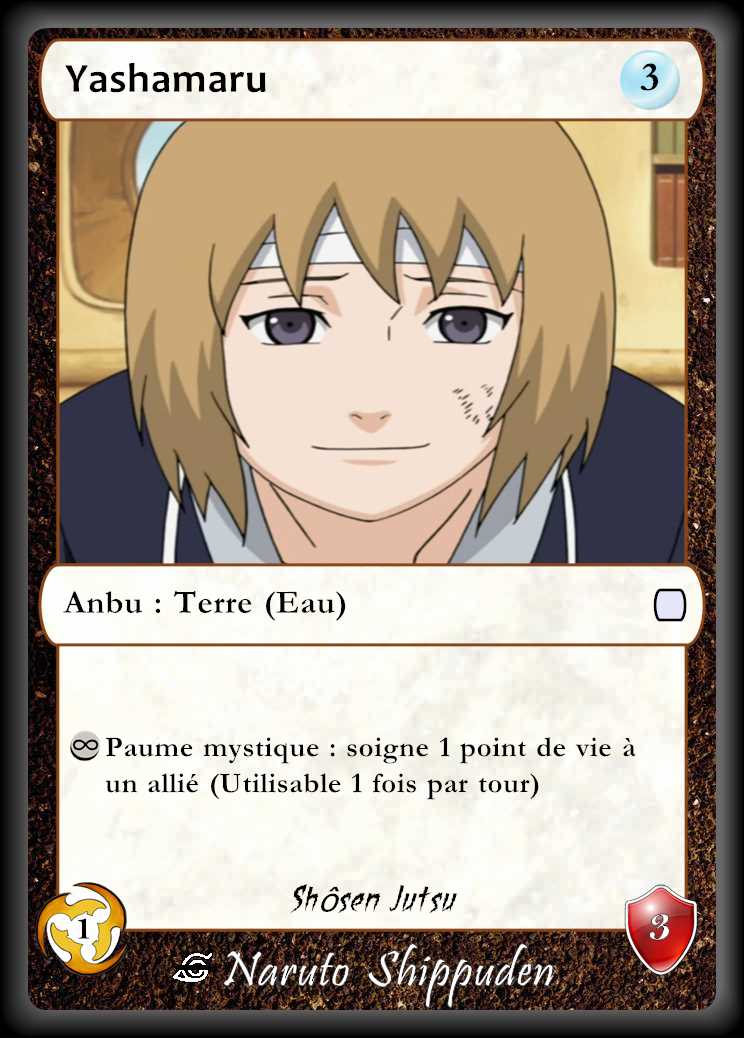 Yashamaru
3
Anbu : Terre (Eau)
∞ Paume mystique : soigne 1 point de vie à
un allié (Utilisable 1 fois par tour)
Shôsen Jutsu
1
3
Naruto Shippuden